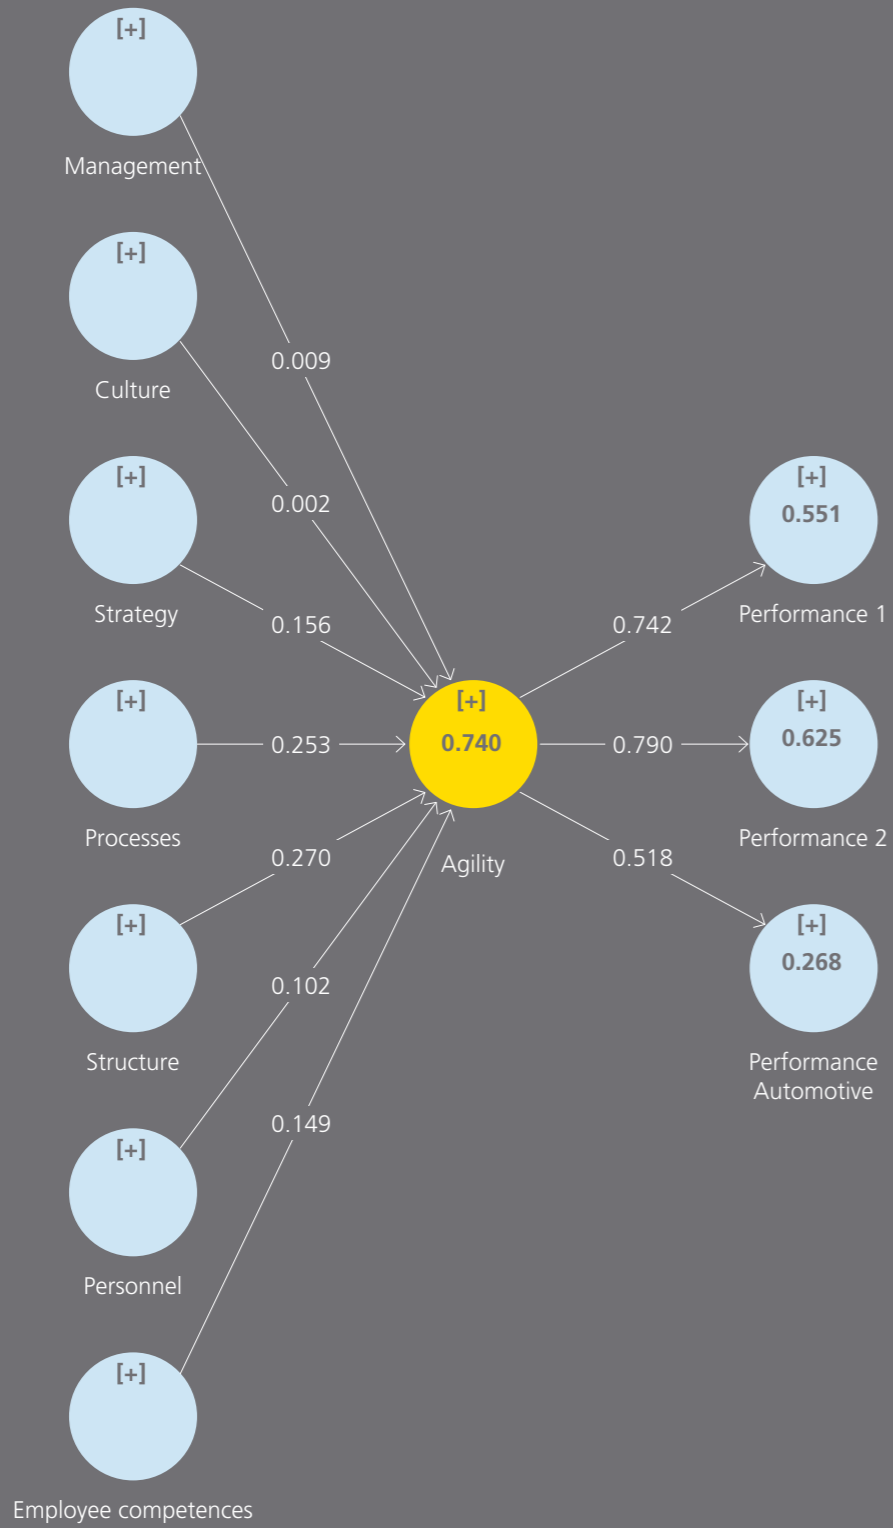 [+]
Management
[+]
Culture
[+]
Strategy
[+]
Processes
[+]
Structure
[+]
Personnel
[+]
Employee competences
0.009
0.002
0.156
0.253
0.270
0.102
0.149
[+]
0.740
Agility
0.742
0.790
0.518
[+]
0.551
Performance 1
[+]
0.625
Performance 2
[+]
0.268
Performance
Automotive